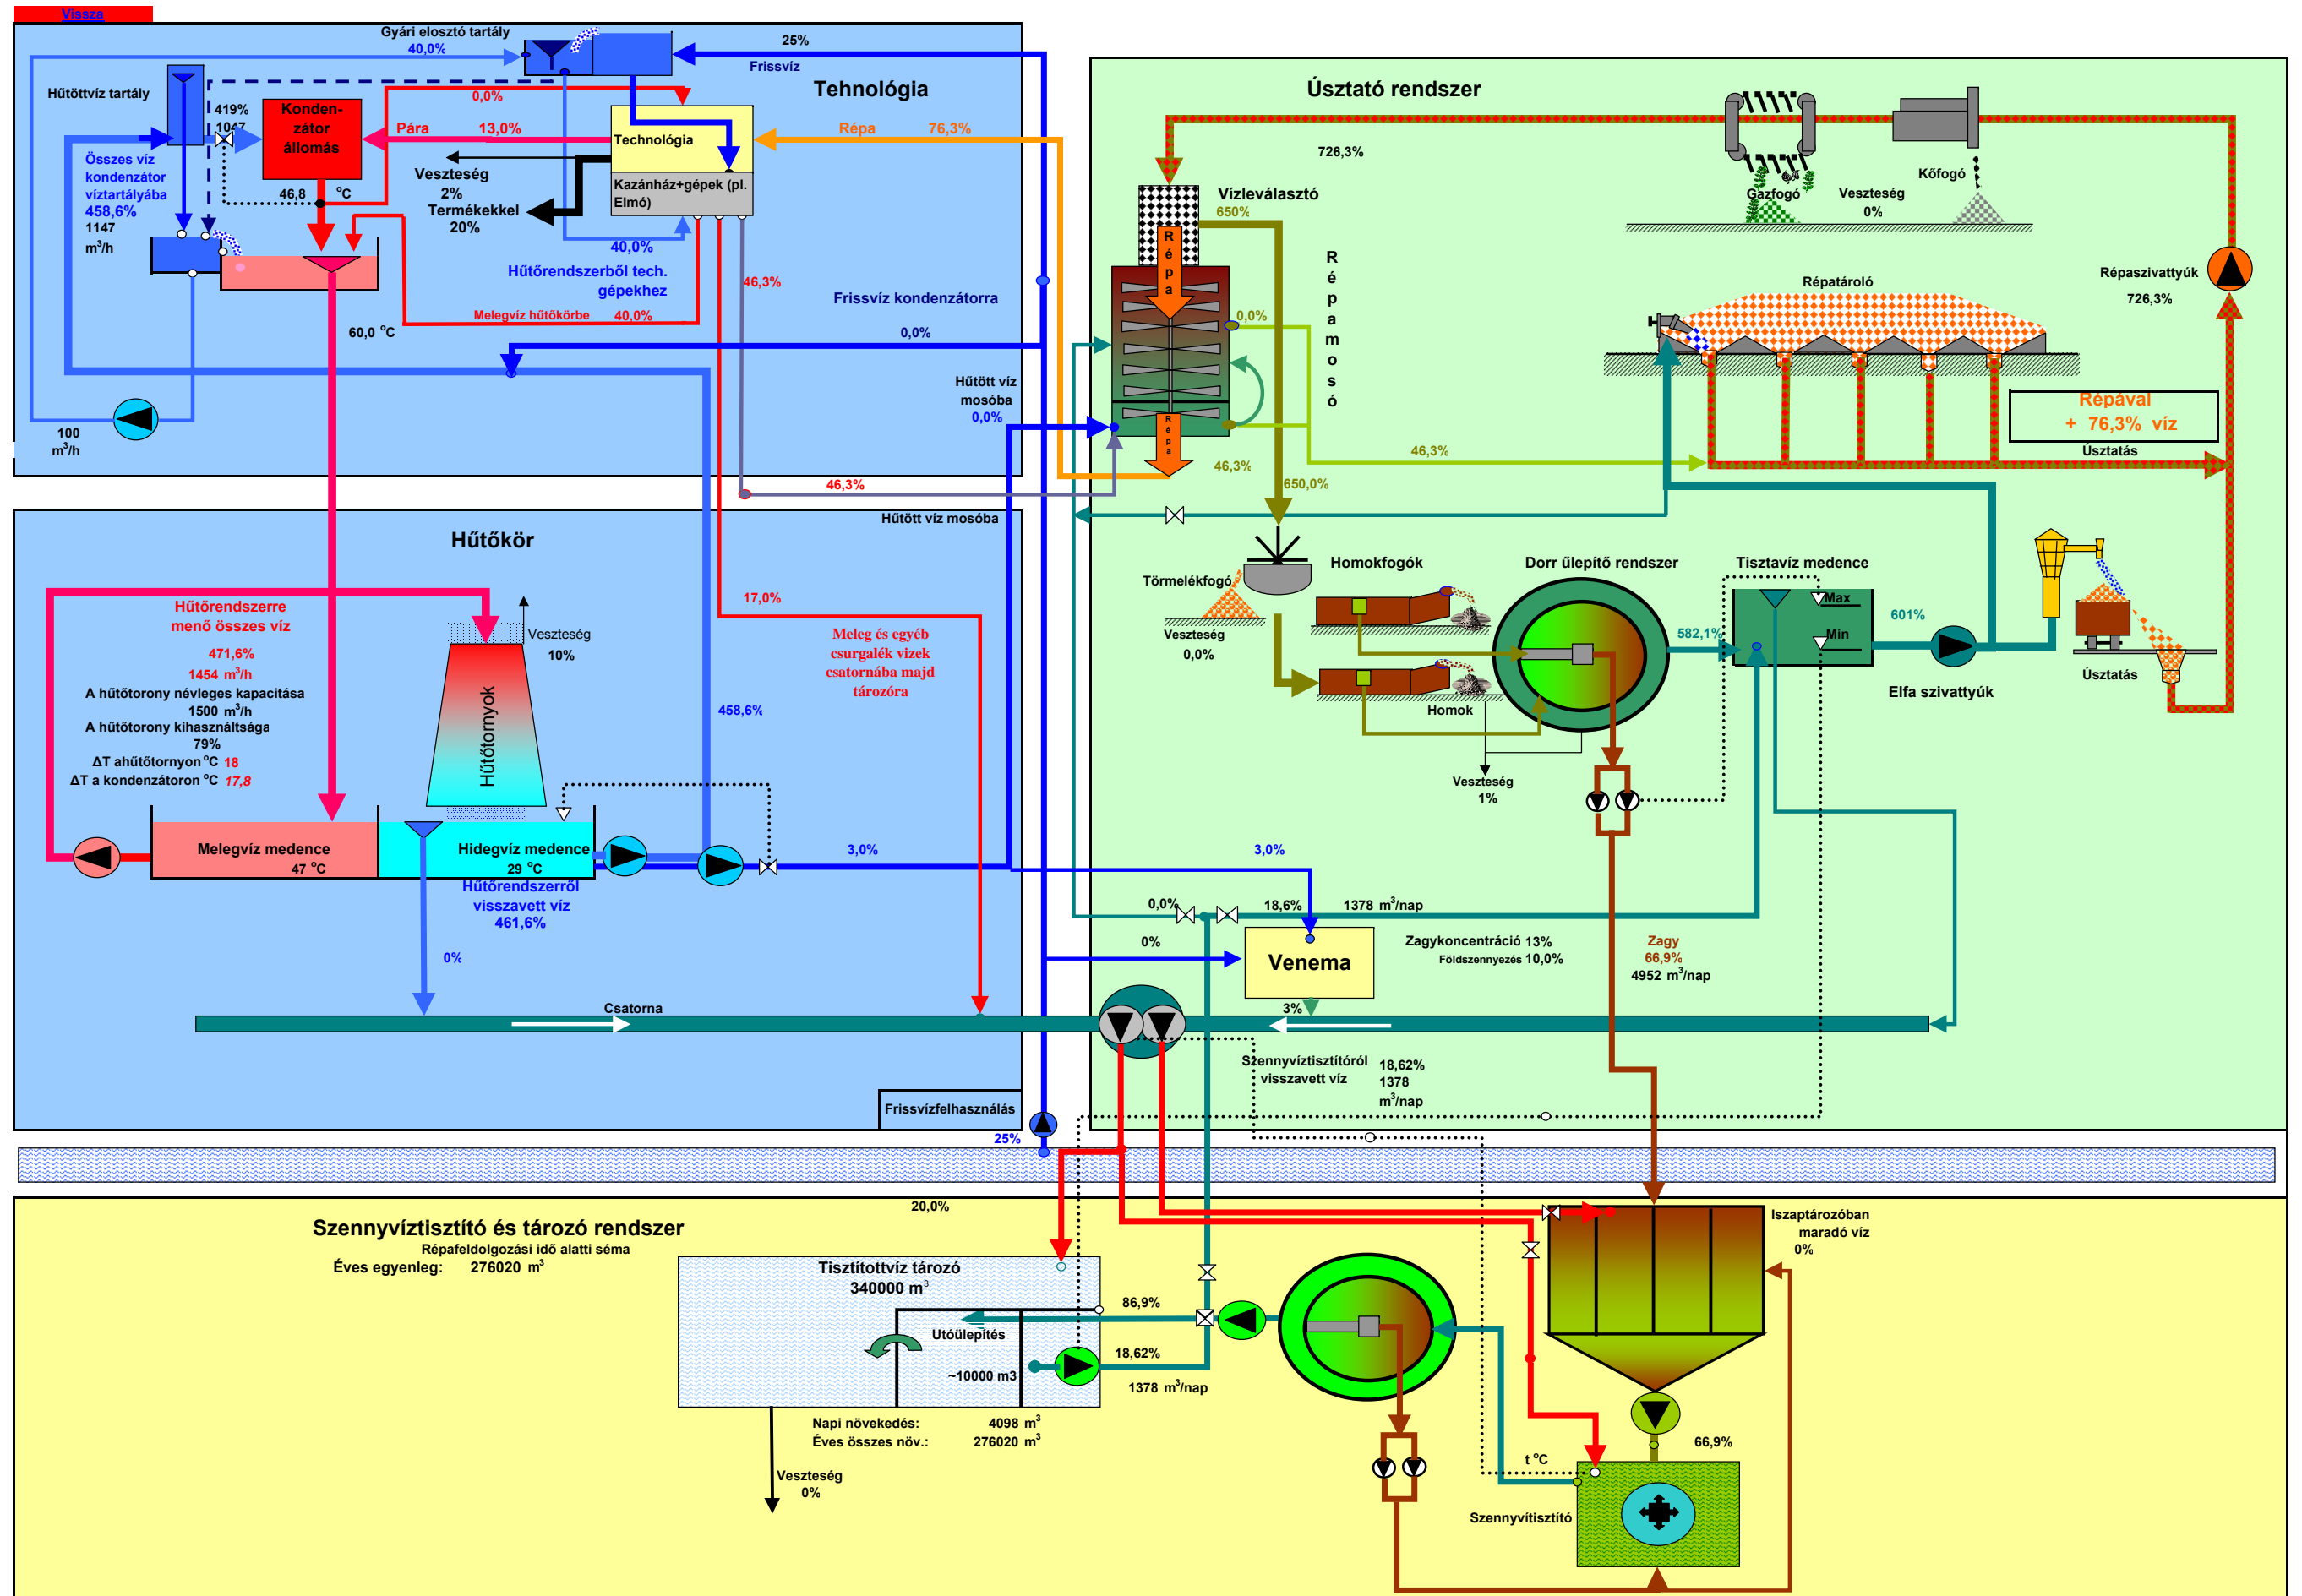 Vissza
Gyári elosztó tartály
40,0%
25%
Frissvíz
Tehnológia
Hűtöttvíz tartály
419%
1047
0,0%
Konden-
zátor
állomás
Pára 13,0%
Technológia
Répa 76,3%
Összes víz
kondenzátor
víztartályába
458,6%
1147
m³/h
46,8 °C
Veszteség
2%
Termékekkel
20%
Kazánház+gépek (pl.
Elmó)
40,0%
Hűtőrendszerből tech.
gépekhez
46,3%
Frissvíz kondenzátorra
0,0%
Melegvíz hűtőkörbe 40,0%
60,0 °C
Hűtött víz
mosóba
0,0%
100
m³/h
46,3%
Hűtött víz mosóba
Úsztató rendszer
726,3%
Vízleválasztó
650%
Répa
Répamosó
Gazfogó
Veszteség
0%
Kőfogó
Répaszivattyúk
726,3%
Répatároló
0,0%
Répa
46,3%
46,3%
650,0%
Répával
+ 76,3% víz
Úsztatás
Hűtőkör
Hűtőrendszerre
menő összes víz
471,6%
1454 m³/h
A hűtőtorony névleges kapacitása
1500 m³/h
A hűtőtorony kihasználtsága
79%
ΔT ahűtőtornyon °C 18
ΔT a kondenzátoron °C 17,8
Veszteség
10%
Hűtőtornyok
17,0%
Meleg és egyéb
csurgalék vizek
csatornába majd
tározóra
458,6%
Melegvíz medence
47 °C
Hidegvíz medence
29 °C
Hűtőrendszerről
visszavett víz
461,6%
3,0%
0%
Csatorna
Frissvízfelhasználás
25%
Törmelékfogó
Veszteség
0,0%
Homokfogók
Homok
Dorr űlepítő rendszer
Veszteség
1%
582,1%
Tisztavíz medence
Max
Min
601%
Elfa szivattyúk
Úsztatás
3,0%
0,0%
18,6%
1378 m³/nap
0%
Venema
Zagykoncentráció 13%
Földszennyezés 10,0%
Zagy
66,9%
4952 m³/nap
3%
Szennyvíztisztítóról
visszavett víz
18,62%
1378
m³/nap
20,0%
Szennyvíztisztító és tározó rendszer
Répafeldolgozási idő alatti séma
Éves egyenleg: 276020 m³
Tisztítottvíz tározó
340000 m³
Utóülepítés
~10000 m3
86,9%
18,62%
1378 m³/nap
Napi növekedés: 4098 m³
Éves összes növ.: 276020 m³
Veszteség
0%
Iszaptározóban
maradó víz
0%
66,9%
t °C
Szennyvítisztító